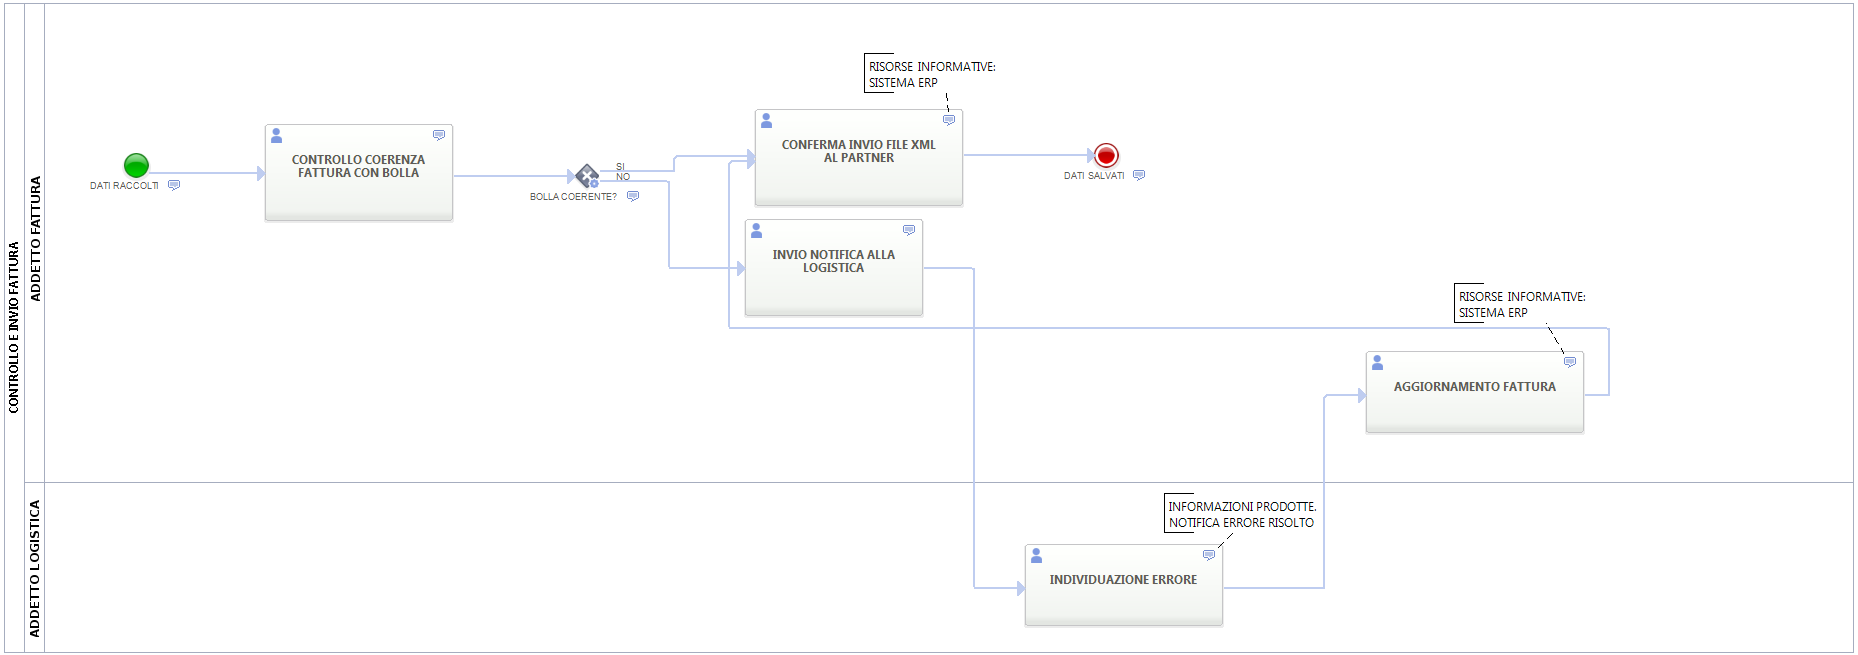 CONTROLLO E INVIO FATTURA
ADDETTO FATTURA
DATI RACCOLTI
CONTROLLO COERENZA
FATTURA CON BOLLA
BOLLA COERENTE?
SI
NO
RISORSE INFORMATIVE:
SISTEMA ERP
CONFERMA INVIO FILE XML
AL PARTNER
DATI SALVATI
INVIO NOTIFICA ALLA
LOGISTICA
RISORSE INFORMATIVE:
SISTEMA ERP
AGGIORNAMENTO FATTURA
ADDETTO LOGISTICA
INFORMAZIONI PRODOTTE.
NOTIFICA ERRORE RISOLTO
INDIVIDUAZIONE ERRORE